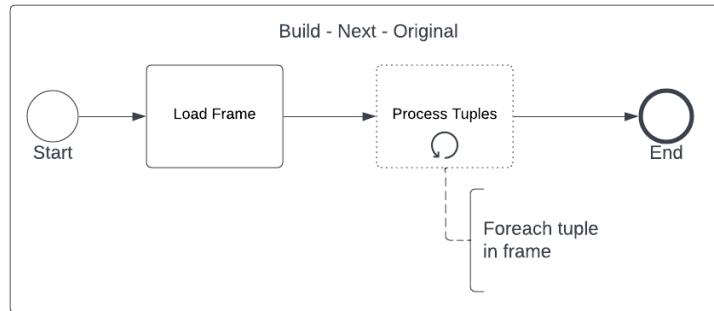 Build - Next - Original
Load Frame
Process Tuples
Start
End
Foreach tuple
in frame